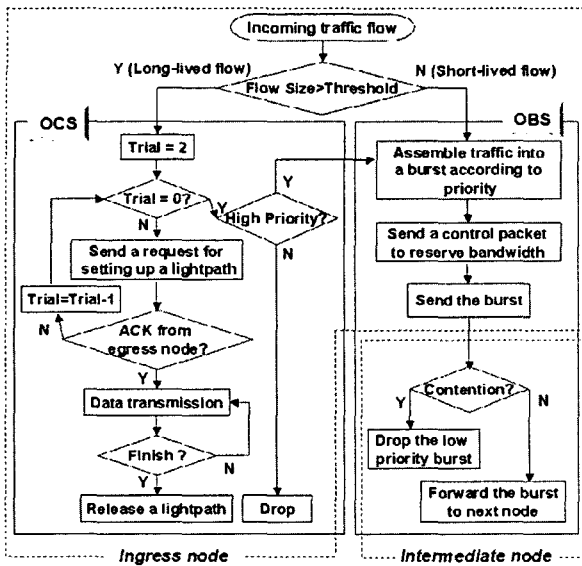 Incoming traffic flow
Y (Long-lived flow)
N (Short-lived flow)
Flow Size>Threshold
OCS
OBS
Trial = 2
Assemble traffic into
a burst according to
priority
Y
Trial = 0?
Y
High Priority?
N
N
Send a control packet
to reserve bandwidth
Send a request for
setting up a lightpath
Send the burst
Trial=Trial-1
N
ACK from
egress node?
Y
Contention?
Y
N
Data transmission
Drop the low
priority burst
Finish ?
N
Y
Release a lightpath
Drop
Forward the burst
to next node
Ingress node
Intermediate node